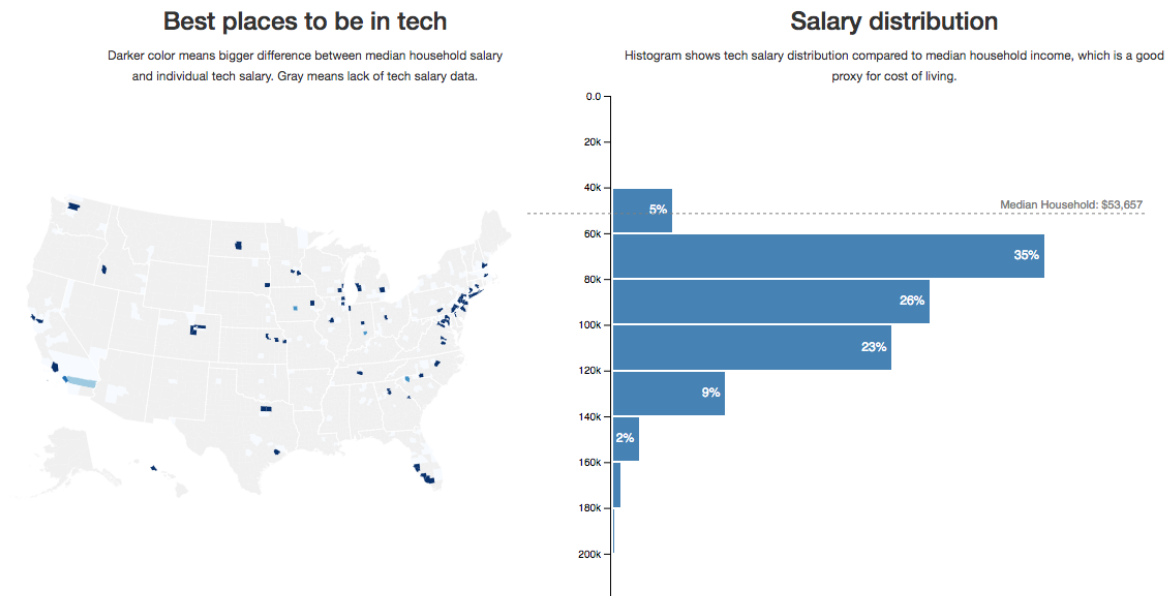 Best places to be in tech
Darker color means bigger difference between median household salary
and individual tech salary. Gray means lack of tech salary data.
Salary distribution
Histogram shows tech salary distribution compared to median household income, which is a good
proxy for cost of living.
0.0
20k
40k
5%
Median Household: $53,657
60k
35%
80k
26%
100k
23%
120k
9%
140k
2%
160k
180k
200k